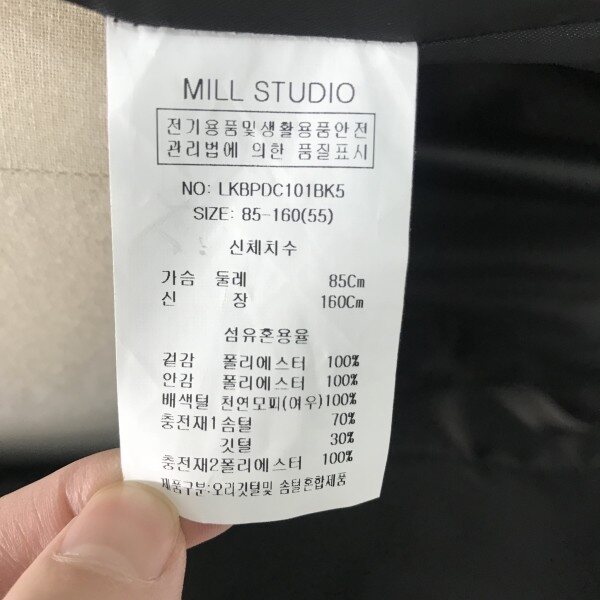 MILL STUDIO
전기용품및생활용품안전
관리법에 의한 품질표시
NO: LKBPDC101BK5
SIZE: 85-160(55)
신체치수
가슴 둘레 85Cm
신 장 160Cm
섬유혼용율
겉감 폴리에스터 100%
안감 폴리에스터 100%
배색털 천연모피(여우)100%
충전재1솜털 70%
깃털 30%
충전재2폴리에스터 100%
제품구분:오리깃털및 솜털혼합제품